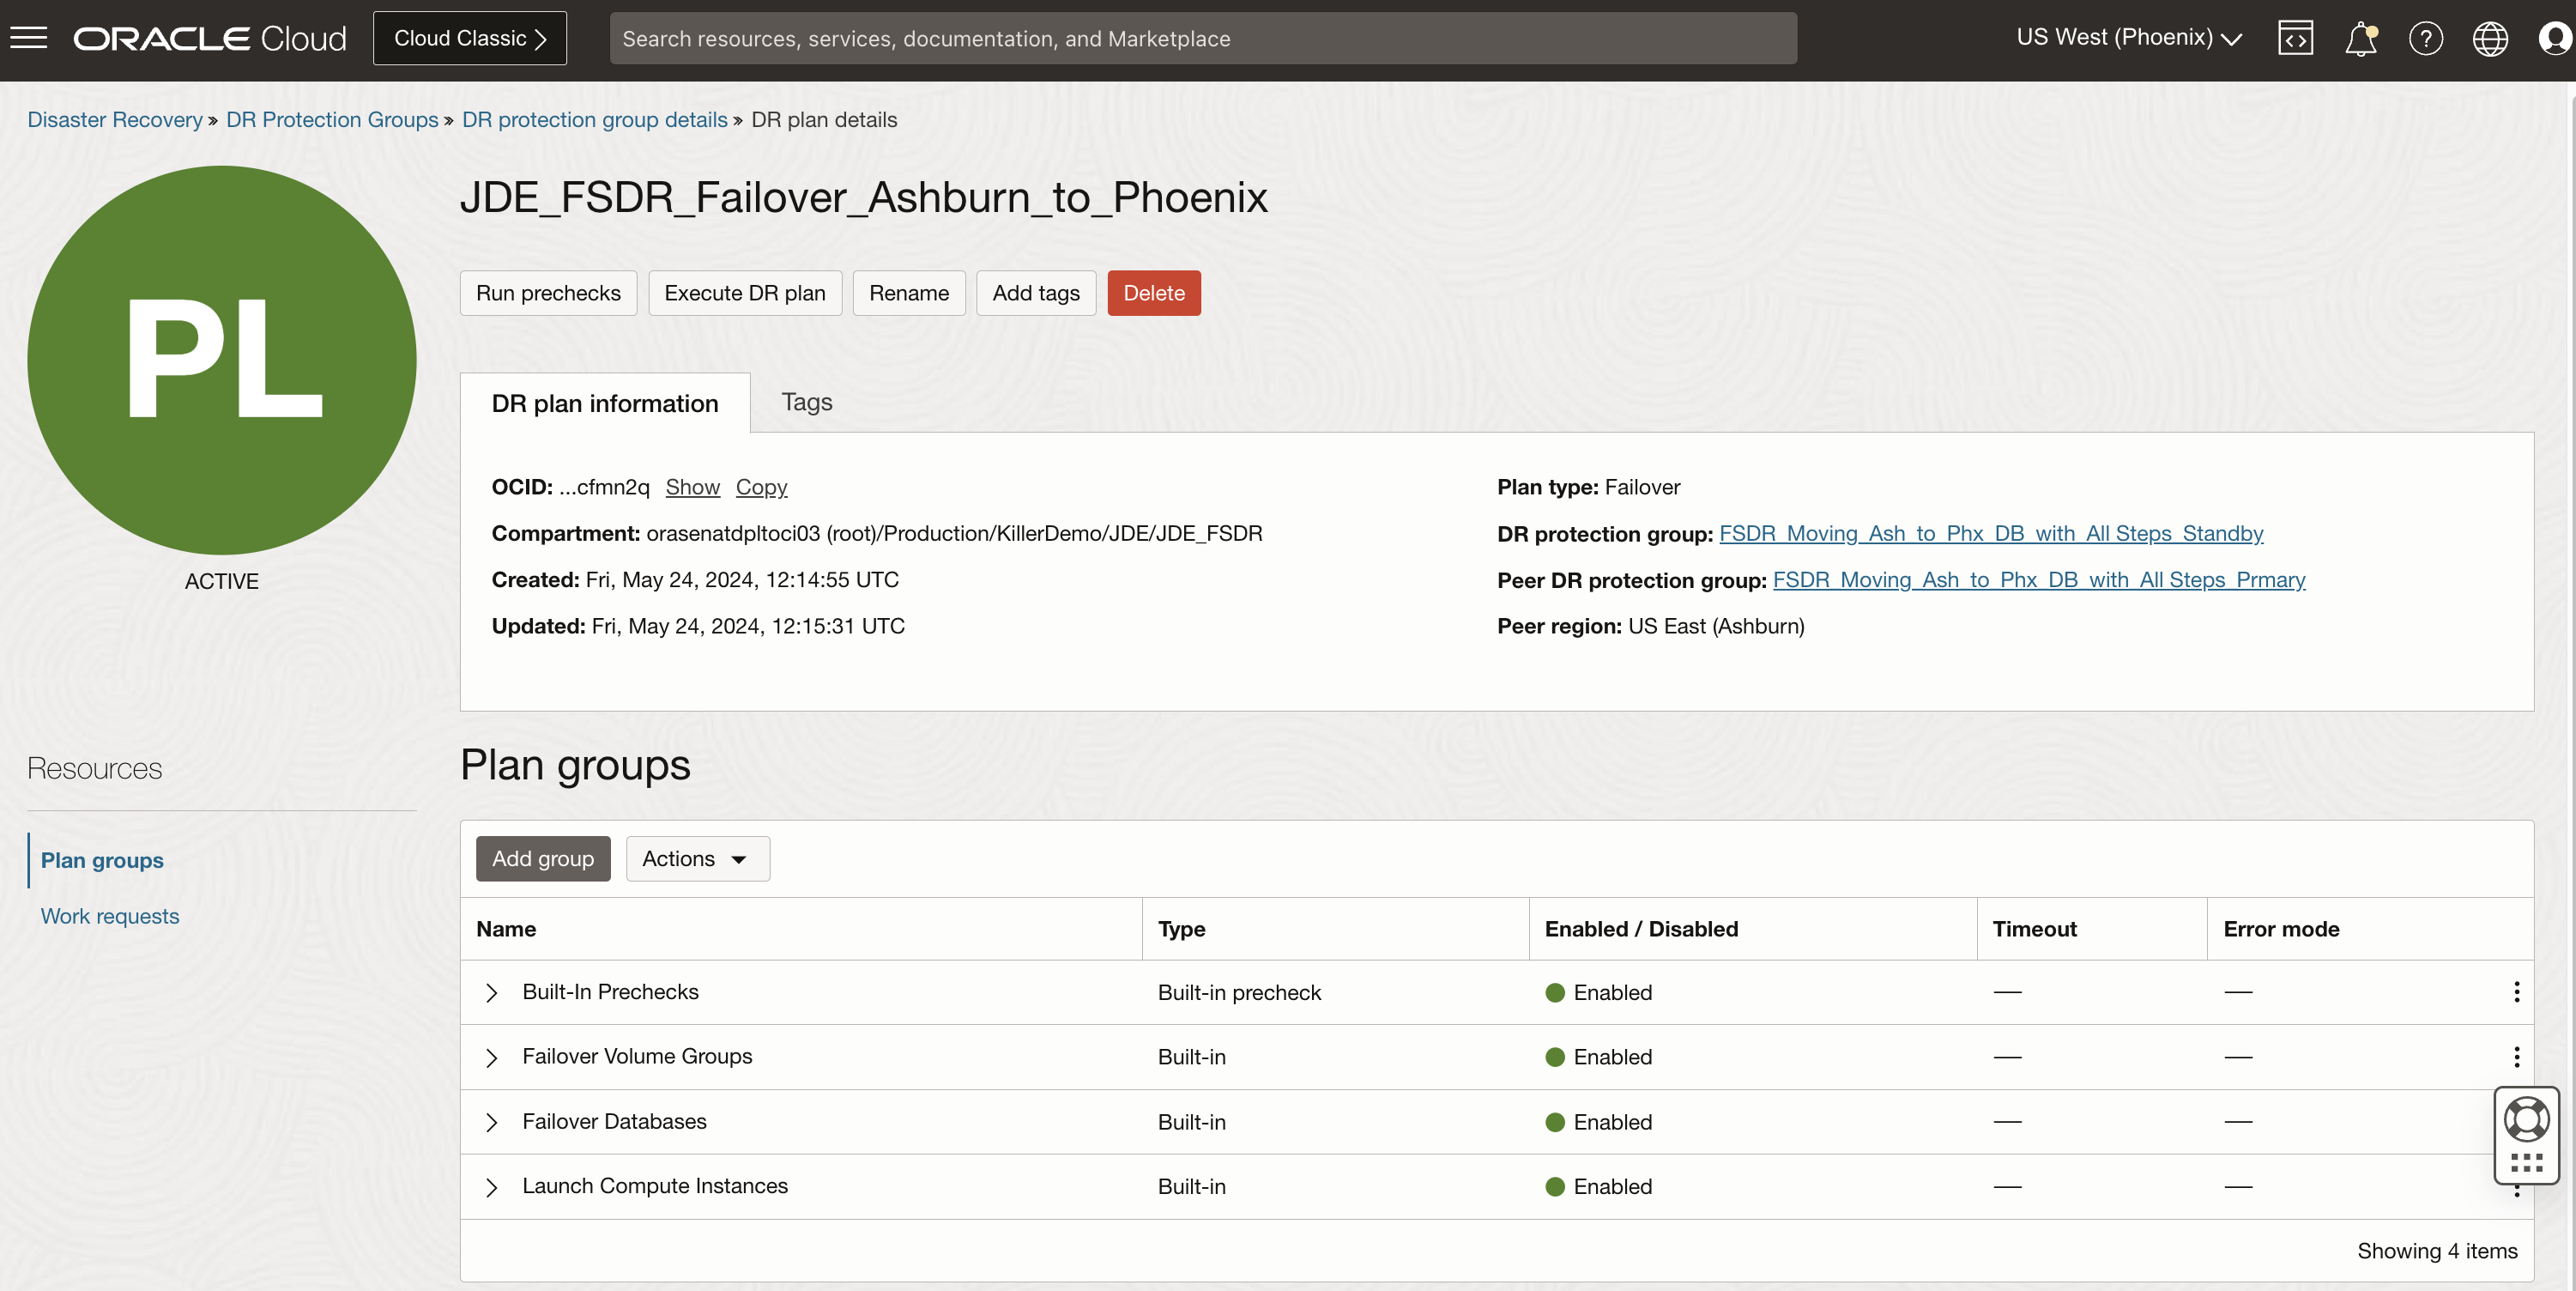 ORACLE Cloud
Cloud Classic
Search resources, services, documentation, and Marketplace
US West (Phoenix)
Disaster Recovery » DR Protection Groups » DR protection group details » DR plan details
PL
ACTIVE
JDE_FSDR_Failover_Ashburn_to_Phoenix
Run prechecks Execute DR plan Rename Add tags Delete
DR plan information Tags
OCID: ...cfmn2q Show Copy
Compartment: orasenatdpltoci03 (root)/Production/KillerDemo/JDE/JDE_FSDR
Created: Fri, May 24, 2024, 12:14:55 UTC
Updated: Fri, May 24, 2024, 12:15:31 UTC
Plan type: Failover
DR protection group: FSDR_Moving_Ash_to_Phx_DB_with_All Steps_Standby
Peer DR protection group: FSDR_Moving_Ash_to_Phx_DB_with_All Steps_Prmary
Peer region: US East (Ashburn)
Resources
Plan groups
Work requests
Plan groups
Add group Actions
Name Type Enabled / Disabled Timeout Error mode
Built-In Prechecks Built-in precheck Enabled — —
Failover Volume Groups Built-in Enabled — —
Failover Databases Built-in Enabled — —
Launch Compute Instances Built-in Enabled — —
Showing 4 items